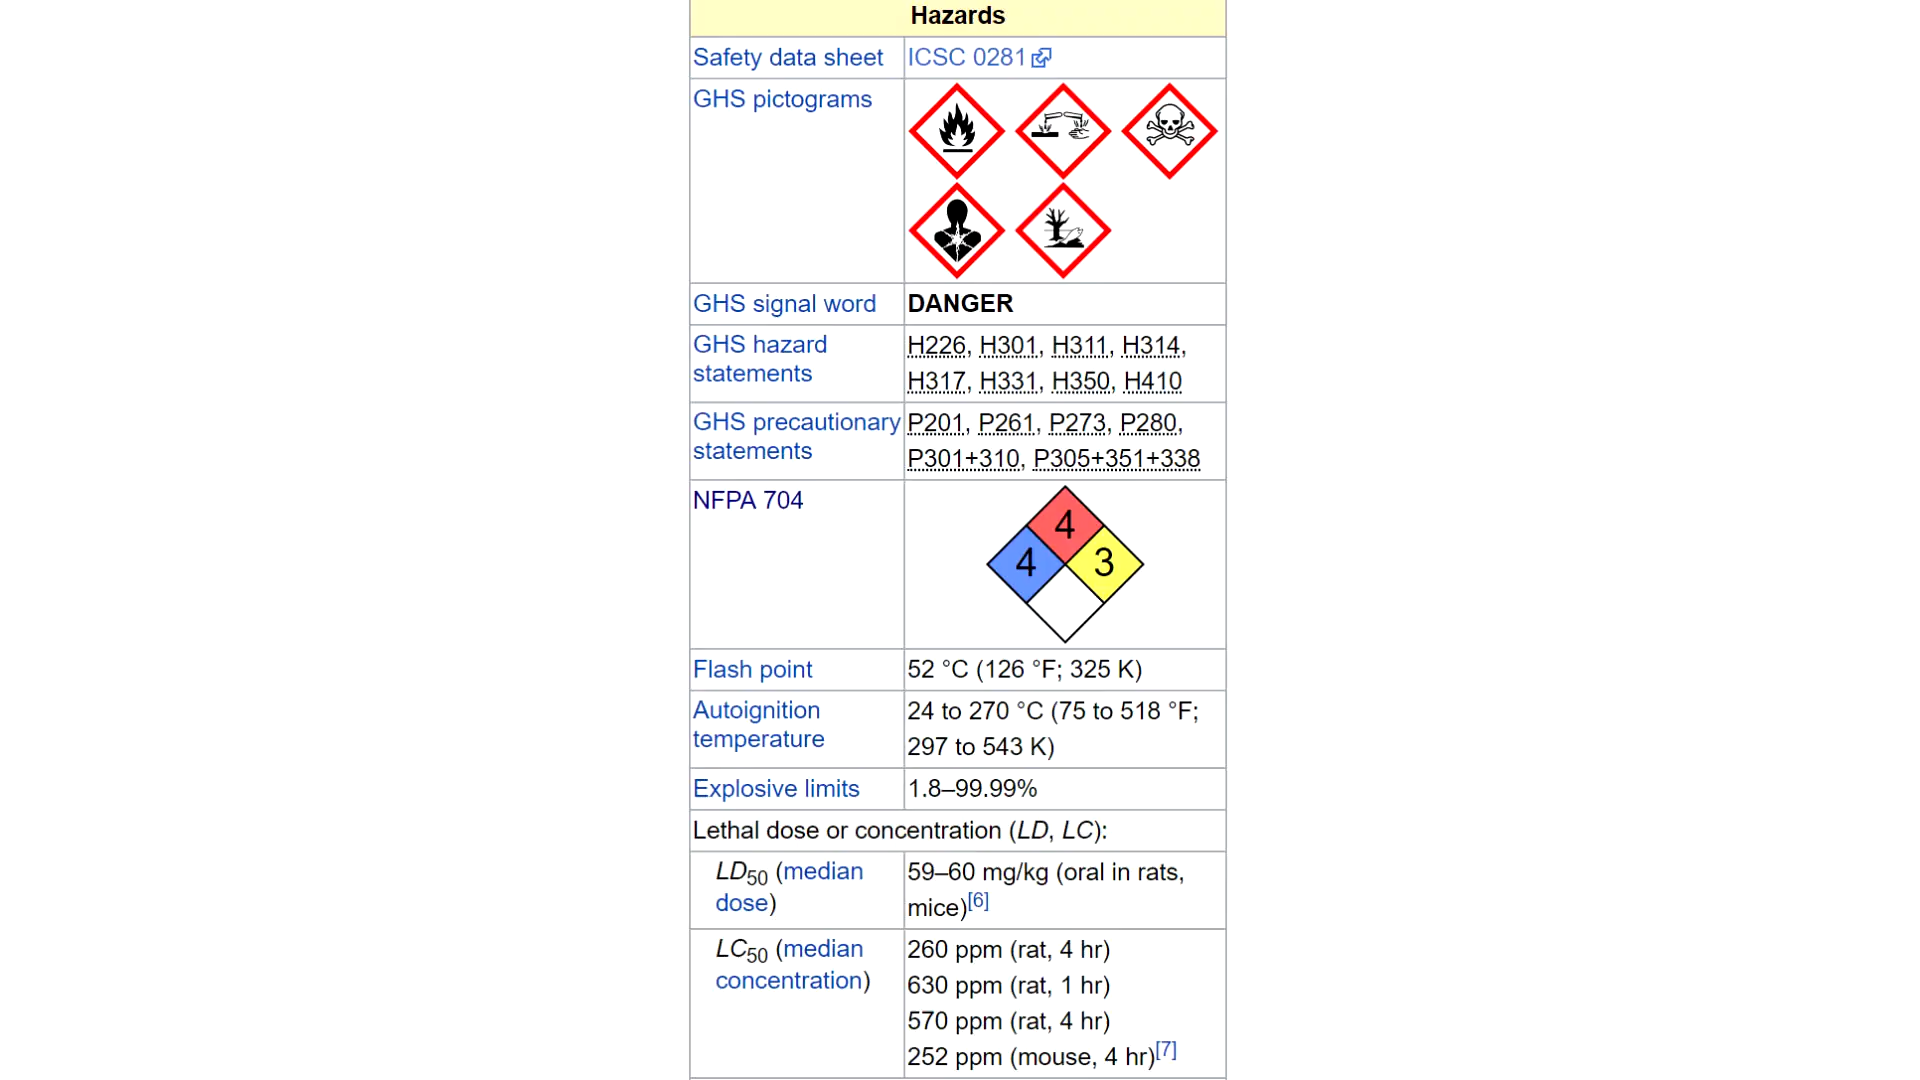 Hazards
Safety data sheet ICSC 0281
GHS pictograms
GHS signal word DANGER
GHS hazard statements H226, H301, H311, H314,
H317, H331, H350, H410
GHS precautionary statements P201, P261, P273, P280,
P301+310, P305+351+338
NFPA 704
4
4 3
Flash point 52 °C (126 °F; 325 K)
Autoignition temperature 24 to 270 °C (75 to 518 °F;
297 to 543 K)
Explosive limits 1.8–99.99%
Lethal dose or concentration (LD, LC):
LD50 (median dose) 59–60 mg/kg (oral in rats,
mice)[6]
LC50 (median concentration) 260 ppm (rat, 4 hr)
630 ppm (rat, 1 hr)
570 ppm (rat, 4 hr)
252 ppm (mouse, 4 hr)[7]